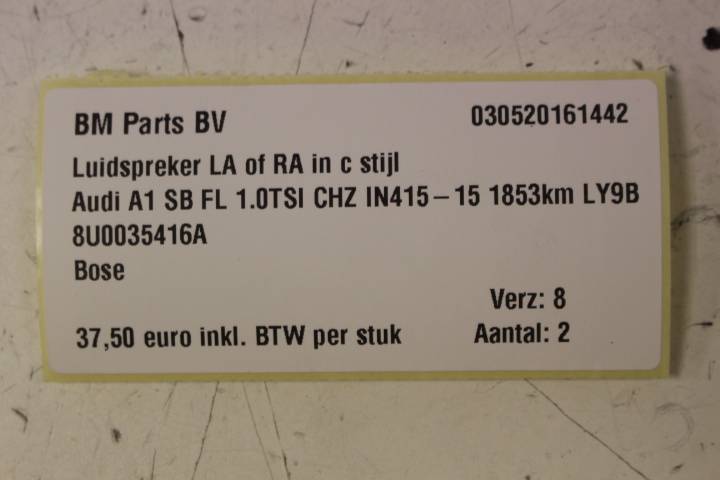 BM Parts BV 030520161442
Luidspreker LA of RA in c stijl
Audi A1 SB FL 1.0TSI CHZ IN415-15 1853km LY9B
8U0035416A
Bose
Verz: 8
37,50 euro inkl. BTW per stuk Aantal: 2